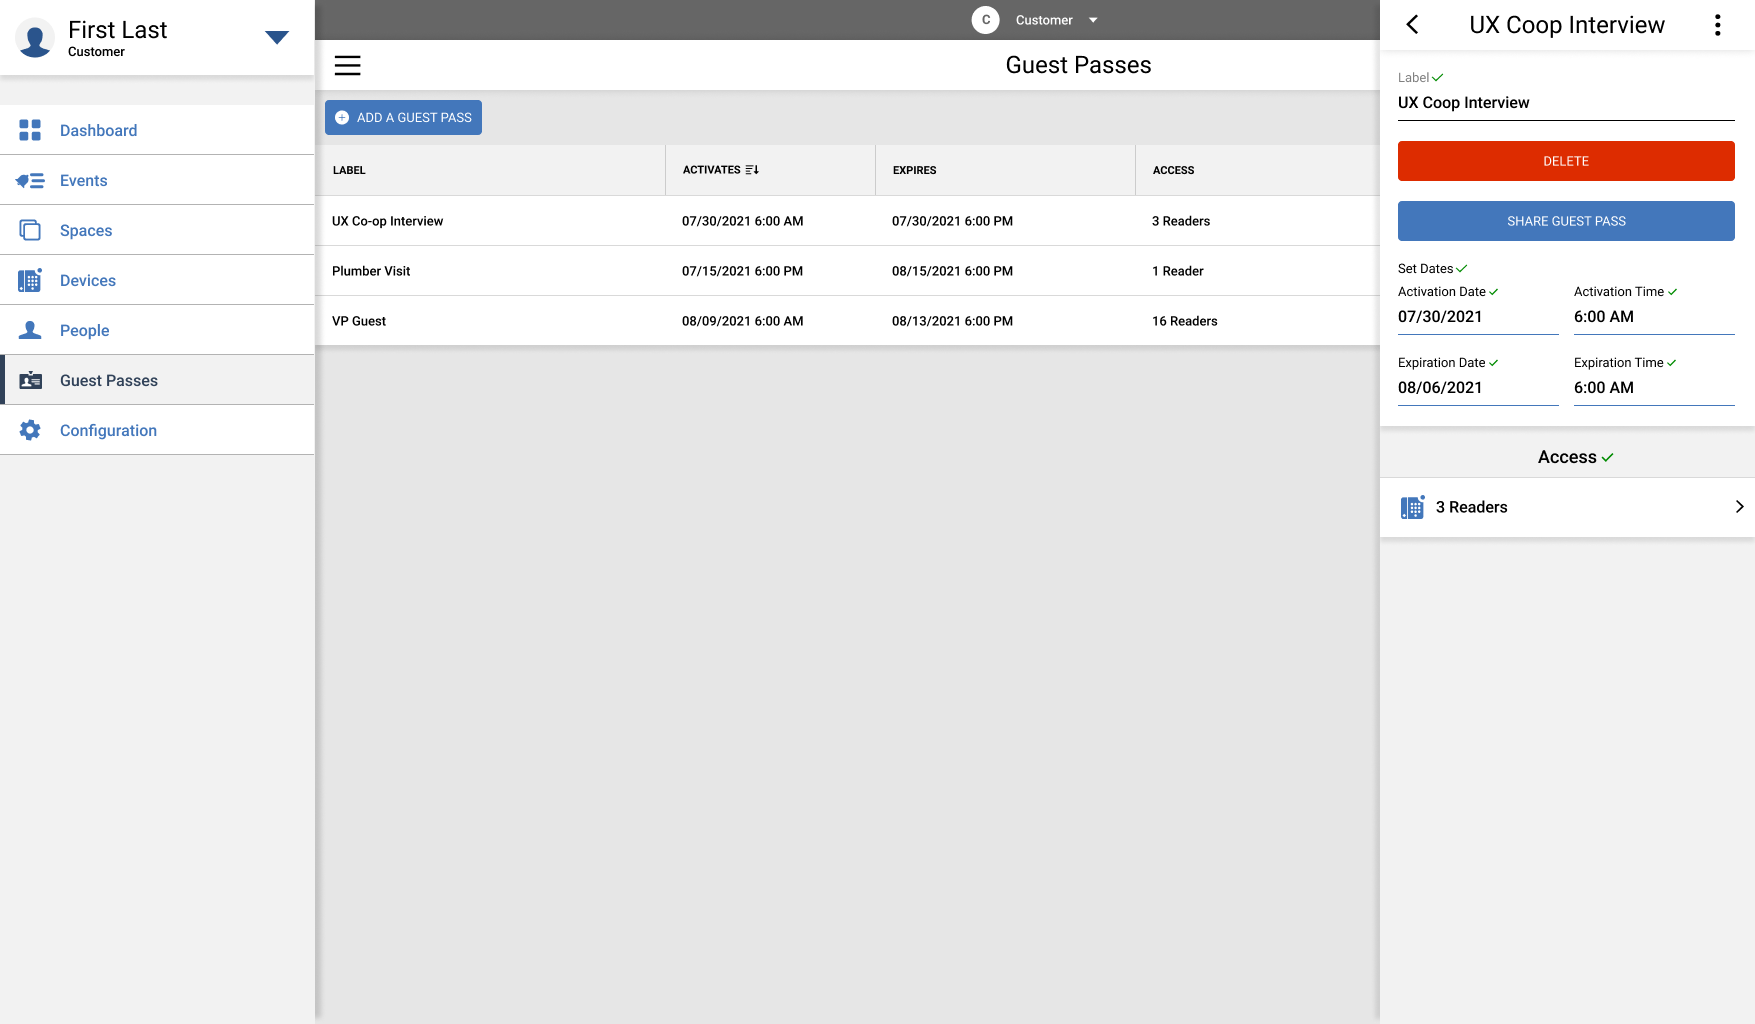 First Last
Customer
Dashboard
Events
Spaces
Devices
People
Guest Passes
Configuration
C Customer
Guest Passes
ADD A GUEST PASS
LABEL ACTIVATES EXPIRES ACCESS
UX Co-op Interview 07/30/2021 6:00 AM 07/30/2021 6:00 PM 3 Readers
Plumber Visit 07/15/2021 6:00 PM 08/15/2021 6:00 PM 1 Reader
VP Guest 08/09/2021 6:00 AM 08/13/2021 6:00 PM 16 Readers
UX Coop Interview
Label
UX Coop Interview
DELETE
SHARE GUEST PASS
Set Dates
Activation Date Activation Time
07/30/2021 6:00 AM
Expiration Date Expiration Time
08/06/2021 6:00 AM
Access
3 Readers